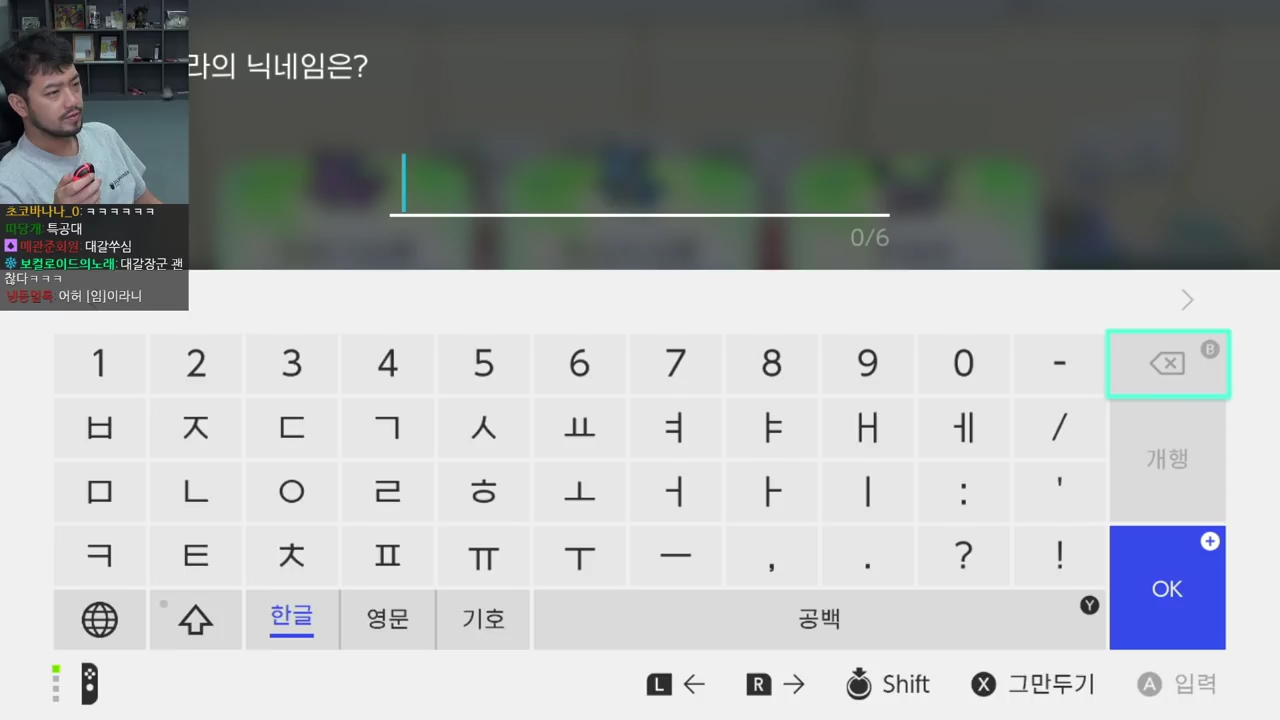 라의 닉네임은?
0/6
초코바나나_0: ㅋㅋㅋㅋㅋㅋ
따당개: 특공대
매관준회원: 대갈쑤심
보컬로이드의노래: 대갈장군 괜
찮다ㅋㅋㅋ
냉동멀록: 어허 [임]이라니
1 2 3 4 5 6 7 8 9 0 - B
ㅂ ㅈ ㄷ ㄱ ㅅ ㅛ ㅕ ㅑ ㅐ ㅔ / 개행
ㅁ ㄴ ㅇ ㄹ ㅎ ㅗ ㅓ ㅏ ㅣ : '
ㅋ ㅌ ㅊ ㅍ ㅠ ㅜ ㅡ , . ? ! OK
한글 영문 기호 공백 Y
L ← R → Shift X 그만두기 A 입력